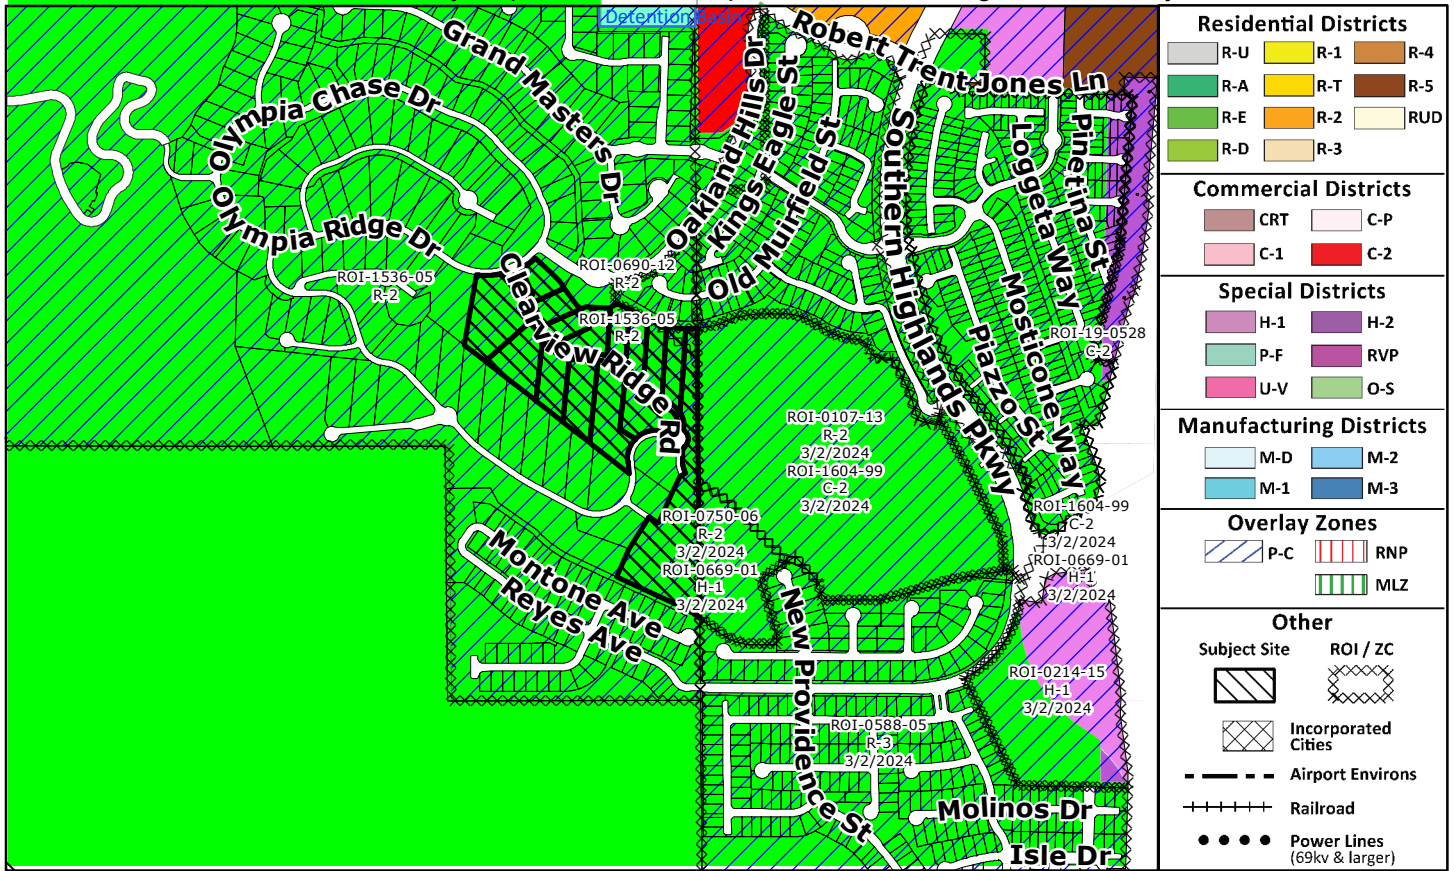 Detention Basin
Grand Masters Dr
Robert Trent Jones Ln
Olympia Chase Dr
Olympia Ridge Dr
Oakland Hills Dr
Kings Eagle St
Old Muirfield St
Southern Highlands Pkwy
Loggeta Way
Pinetina St
Mosticone Way
Piazzo St
Clearview Ridge Rd
ROI-1536-05
R-2
ROI-0690-12
R-2
ROI-1536-05
R-2
ROI-19-0528
C-2
ROI-0107-13
R-2
3/2/2024
ROI-1604-99
C-2
3/2/2024
ROI-0750-06
R-2
3/2/2024
ROI-0669-01
H-1
3/2/2024
ROI-1604-99
C-2
3/2/2024
ROI-0669-01
H-1
3/2/2024
Montone Ave
Reyes Ave
New Providence St
ROI-0214-15
H-1
3/2/2024
ROI-0588-05
R-3
3/2/2024
Molinos Dr
Isle Dr
Residential Districts
R-U R-1 R-4
R-A R-T R-5
R-E R-2 RUD
R-D R-3
Commercial Districts
CRT C-P
C-1 C-2
Special Districts
H-1 H-2
P-F RVP
U-V O-S
Manufacturing Districts
M-D M-2
M-1 M-3
Overlay Zones
P-C RNP
MLZ
Other
Subject Site ROI / ZC
Incorporated
Cities
Airport Environs
Railroad
Power Lines
(69kv & larger)